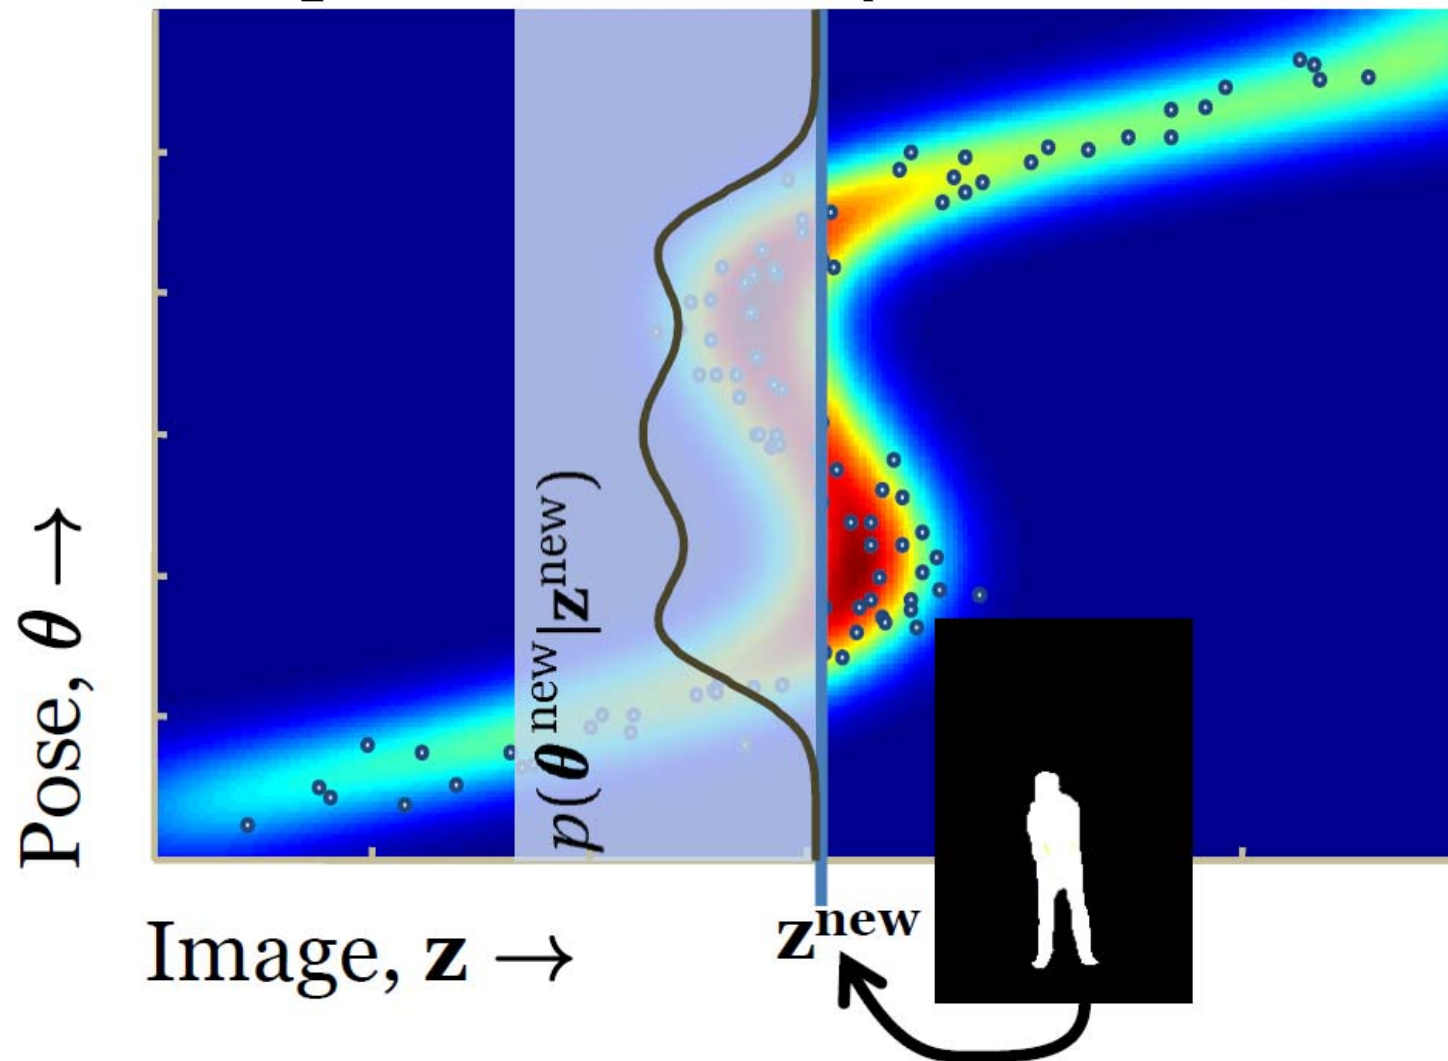 Pose, θ →
p(θ^new|z^new)
Image, z →
z^new